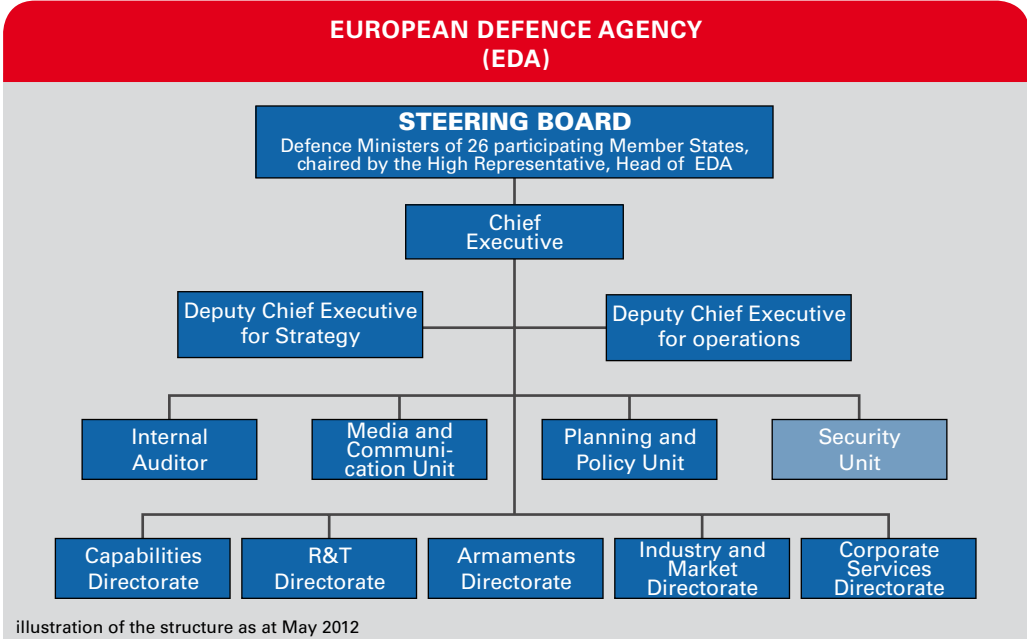 EUROPEAN DEFENCE AGENCY
(EDA)
STEERING BOARD
Defence Ministers of 26 participating Member States,
chaired by the High Representative, Head of EDA
Chief
Executive
Deputy Chief Executive
for Strategy
Deputy Chief Executive
for operations
Internal
Auditor
Media and
Communi-
cation Unit
Planning and
Policy Unit
Security
Unit
Capabilities
Directorate
R&T
Directorate
Armaments
Directorate
Industry and
Market
Directorate
Corporate
Services
Directorate
illustration of the structure as at May 2012